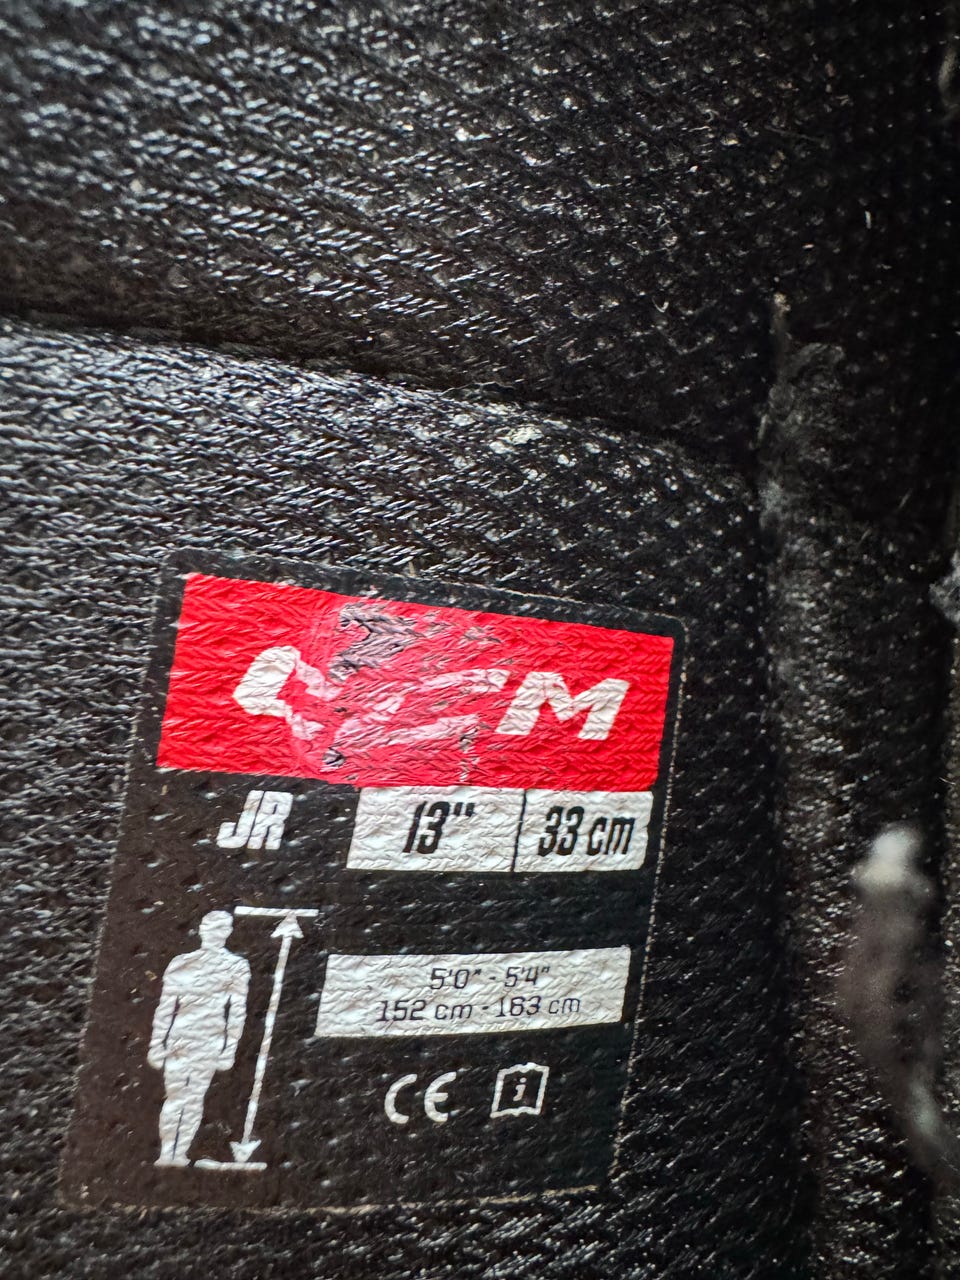 CCM
JR 13" 33 cm
5'0" - 5'4"
152 cm - 163 cm
CE i